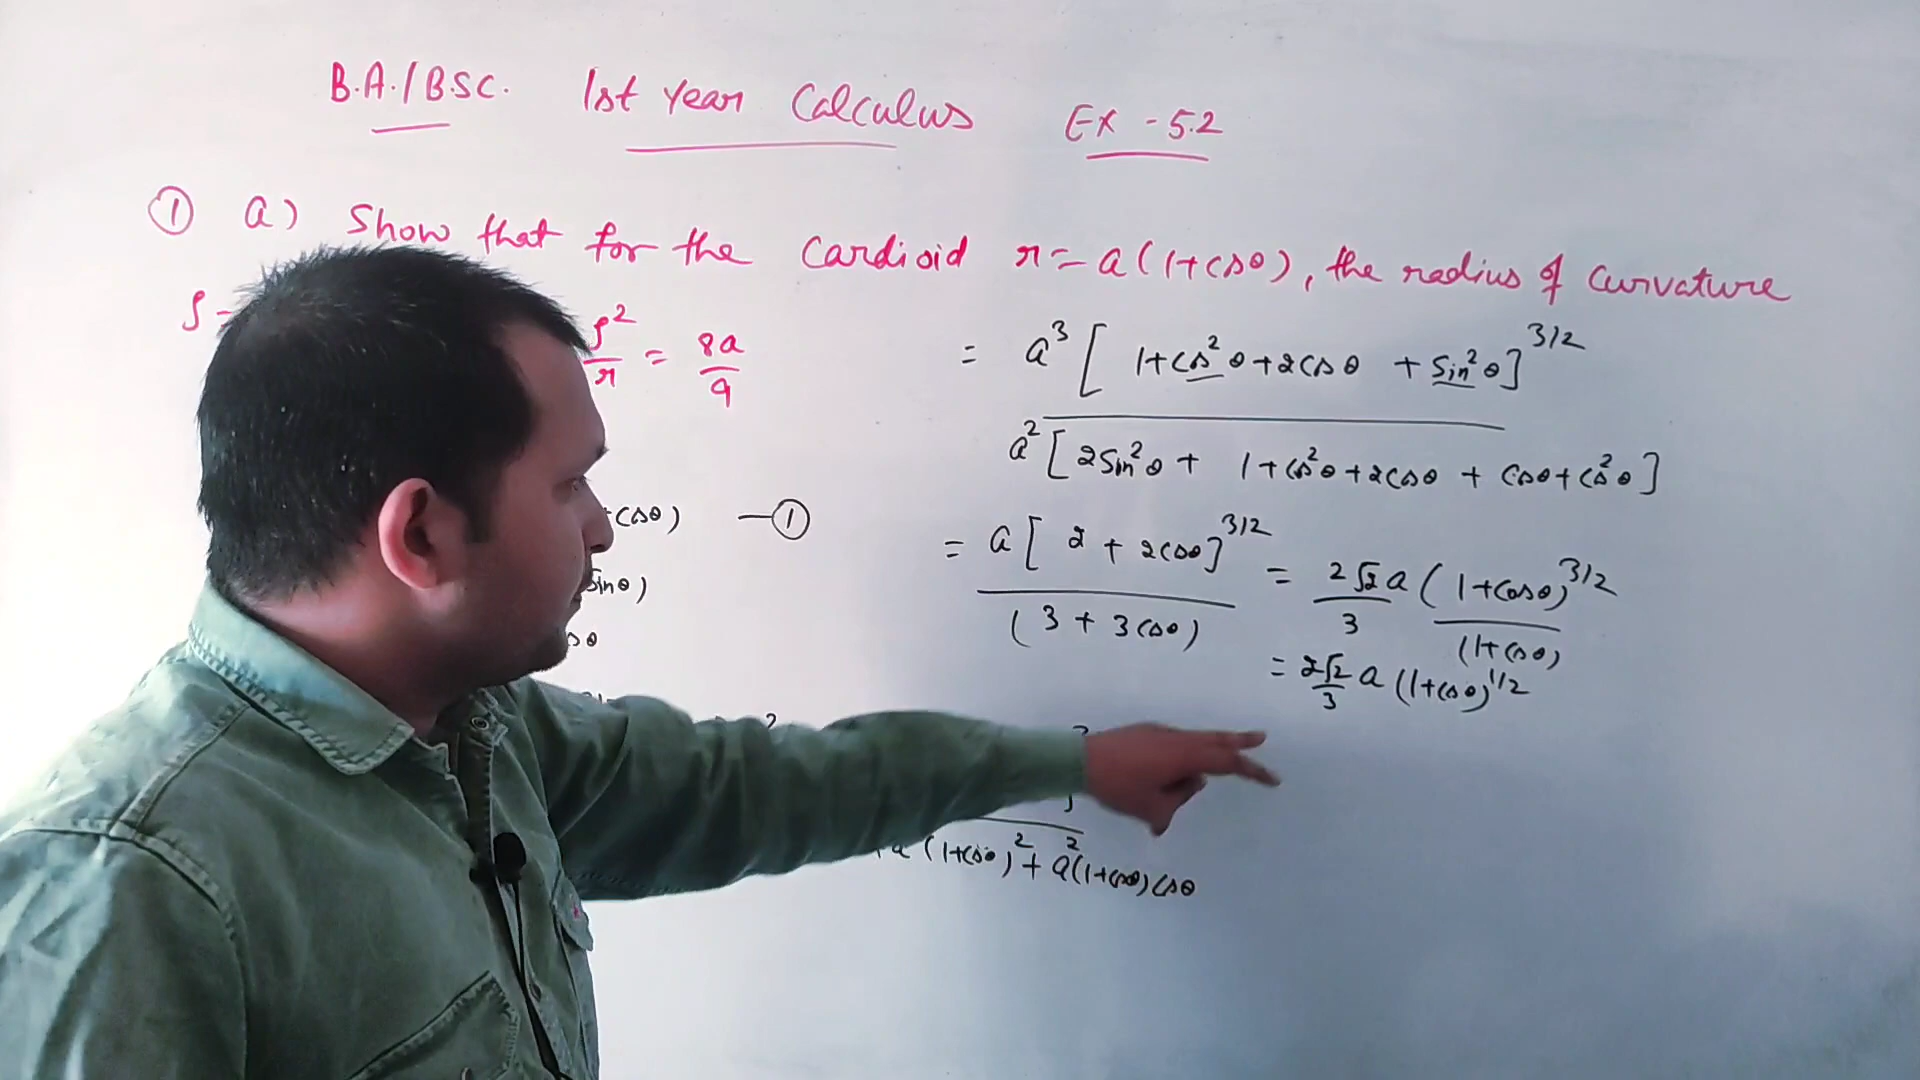 B.A./B.SC. 1st year Calculus EX - 5.2
① a) Show that for the cardioid r = a(1+cosθ), the radius of curvature
ρ
ρ²/r = 8a/9
= a³[1+cos²θ+2cosθ +sin²θ]^3/2 / a²[2sin²θ + 1+cos²θ+2cosθ + cosθ+cos²θ]
+cosθ) —①
sinθ)
= a[2 + 2cosθ]^3/2 / (3 + 3cosθ) = 2√2a/3 (1+cosθ)^3/2 / (1+cosθ)
= 2√2/3 a (1+cosθ)^1/2
(1+cosθ)² + a²(1+cosθ)cosθ